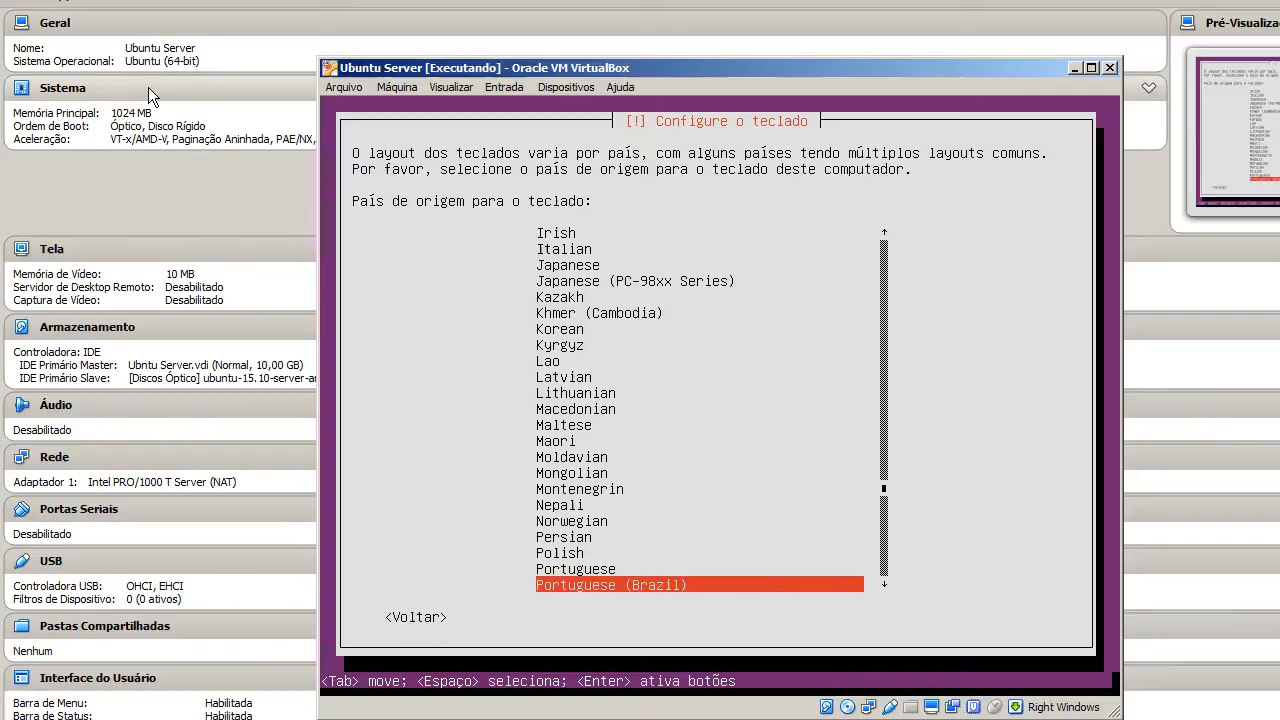 Geral
Nome: Ubuntu Server
Sistema Operacional: Ubuntu (64-bit)
Sistema
Memória Principal: 1024 MB
Ordem de Boot: Óptico, Disco Rígido
Aceleração: VT-x/AMD-V, Paginação Aninhada, PAE/NX,
Tela
Memória de Vídeo: 10 MB
Servidor de Desktop Remoto: Desabilitado
Captura de Vídeo: Desabilitado
Armazenamento
Controladora: IDE
IDE Primário Master: Ubntu Server.vdi (Normal, 10,00 GB)
IDE Primário Slave: [Discos Óptico] ubuntu-15.10-server-a
Áudio
Desabilitado
Rede
Adaptador 1: Intel PRO/1000 T Server (NAT)
Portas Seriais
Desabilitado
USB
Controladora USB: OHCI, EHCI
Filtros de Dispositivo: 0 (0 ativos)
Pastas Compartilhadas
Nenhum
Interface do Usuário
Barra de Menu: Habilitada
Barra de Status: Habilitada
Pré-Visualiza
Ubuntu Server [Executando] - Oracle VM VirtualBox
Arquivo Máquina Visualizar Entrada Dispositivos Ajuda
[!] Configure o teclado
O layout dos teclados varia por país, com alguns países tendo múltiplos layouts comuns.
Por favor, selecione o país de origem para o teclado deste computador.
País de origem para o teclado:
Irish
Italian
Japanese
Japanese (PC-98xx Series)
Kazakh
Khmer (Cambodia)
Korean
Kyrgyz
Lao
Latvian
Lithuanian
Macedonian
Maltese
Maori
Moldavian
Mongolian
Montenegrin
Nepali
Norwegian
Persian
Polish
Portuguese
Portuguese (Brazil)
<Voltar>
<Tab> move; <Espaço> seleciona; <Enter> ativa botões
Right Windows